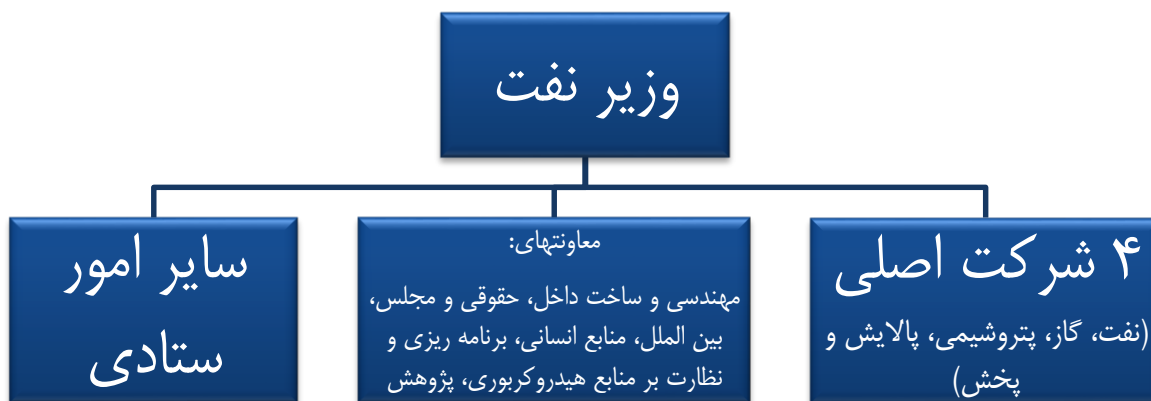 وزیر نفت
۴ شرکت اصلی
(نفت، گاز، پتروشیمی، پالایش و
پخش)
معاونتهای:
مهندسی و ساخت داخل، حقوقی و مجلس،
بین الملل، منابع انسانی، برنامه ریزی و
نظارت بر منابع هیدروکربوری، پژوهش
سایر امور
ستادی